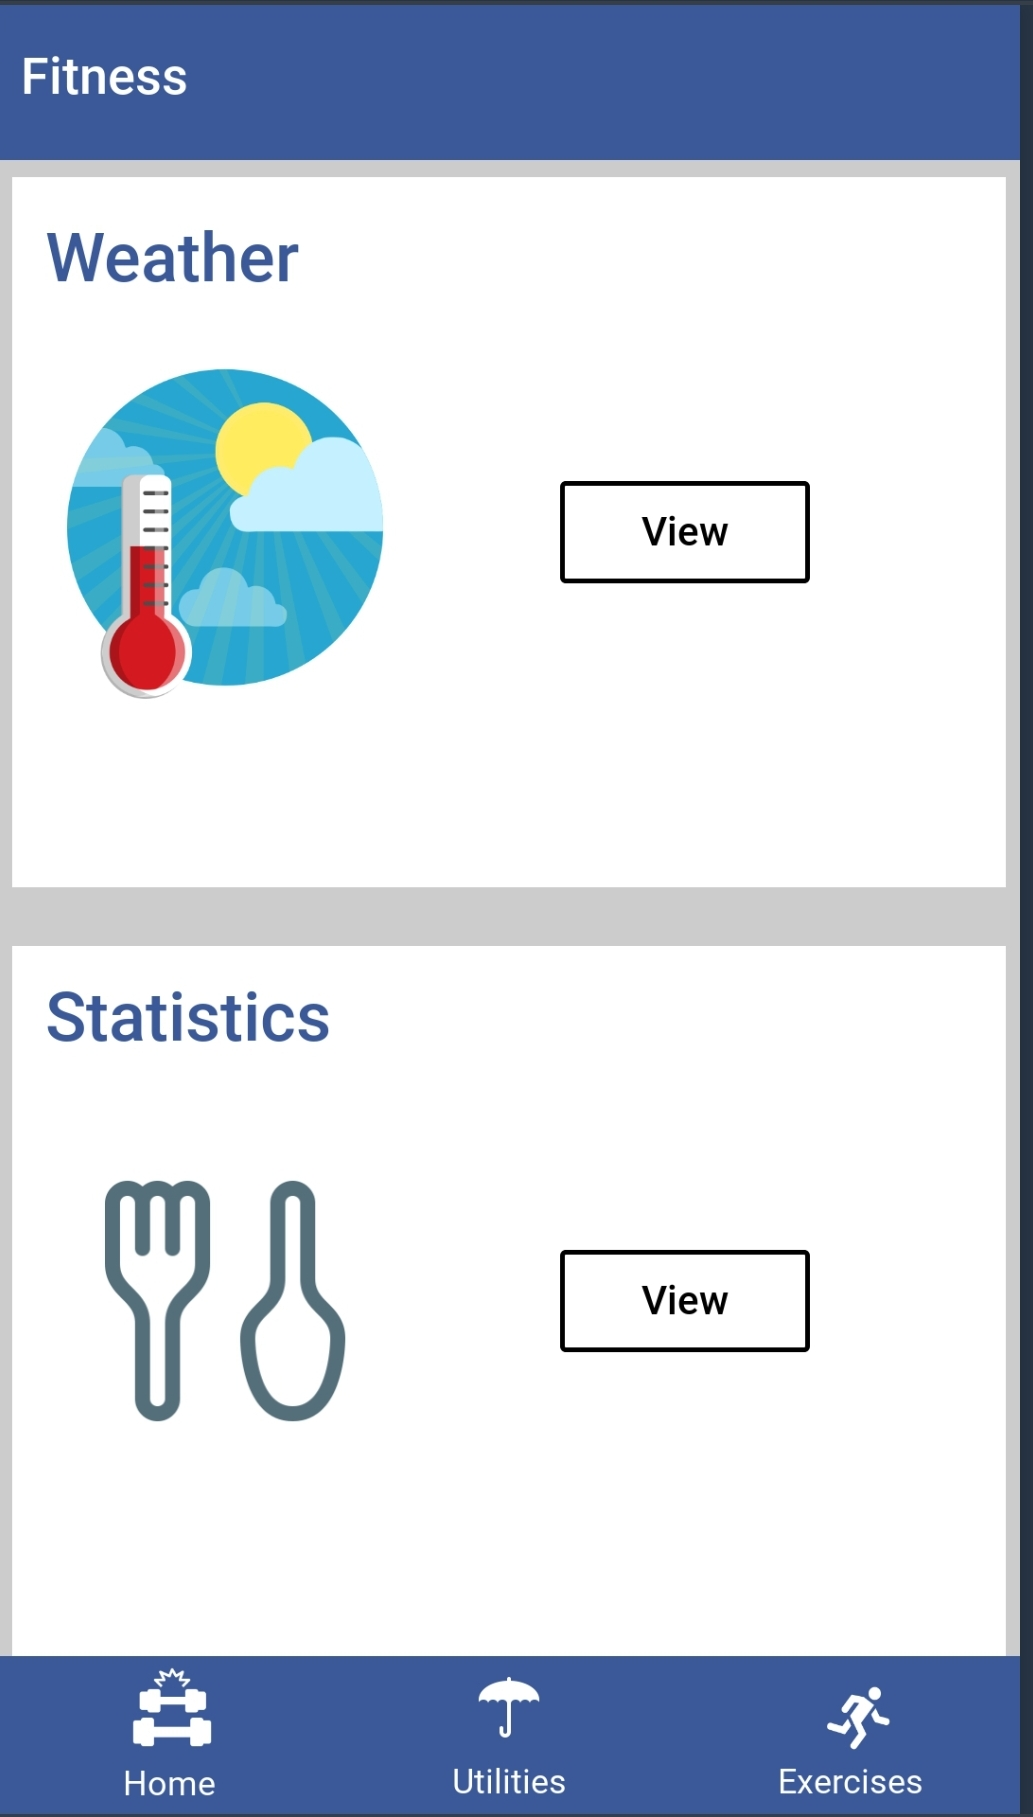 Fitness
Weather
View
Statistics
View
Home
Utilities
Exercises